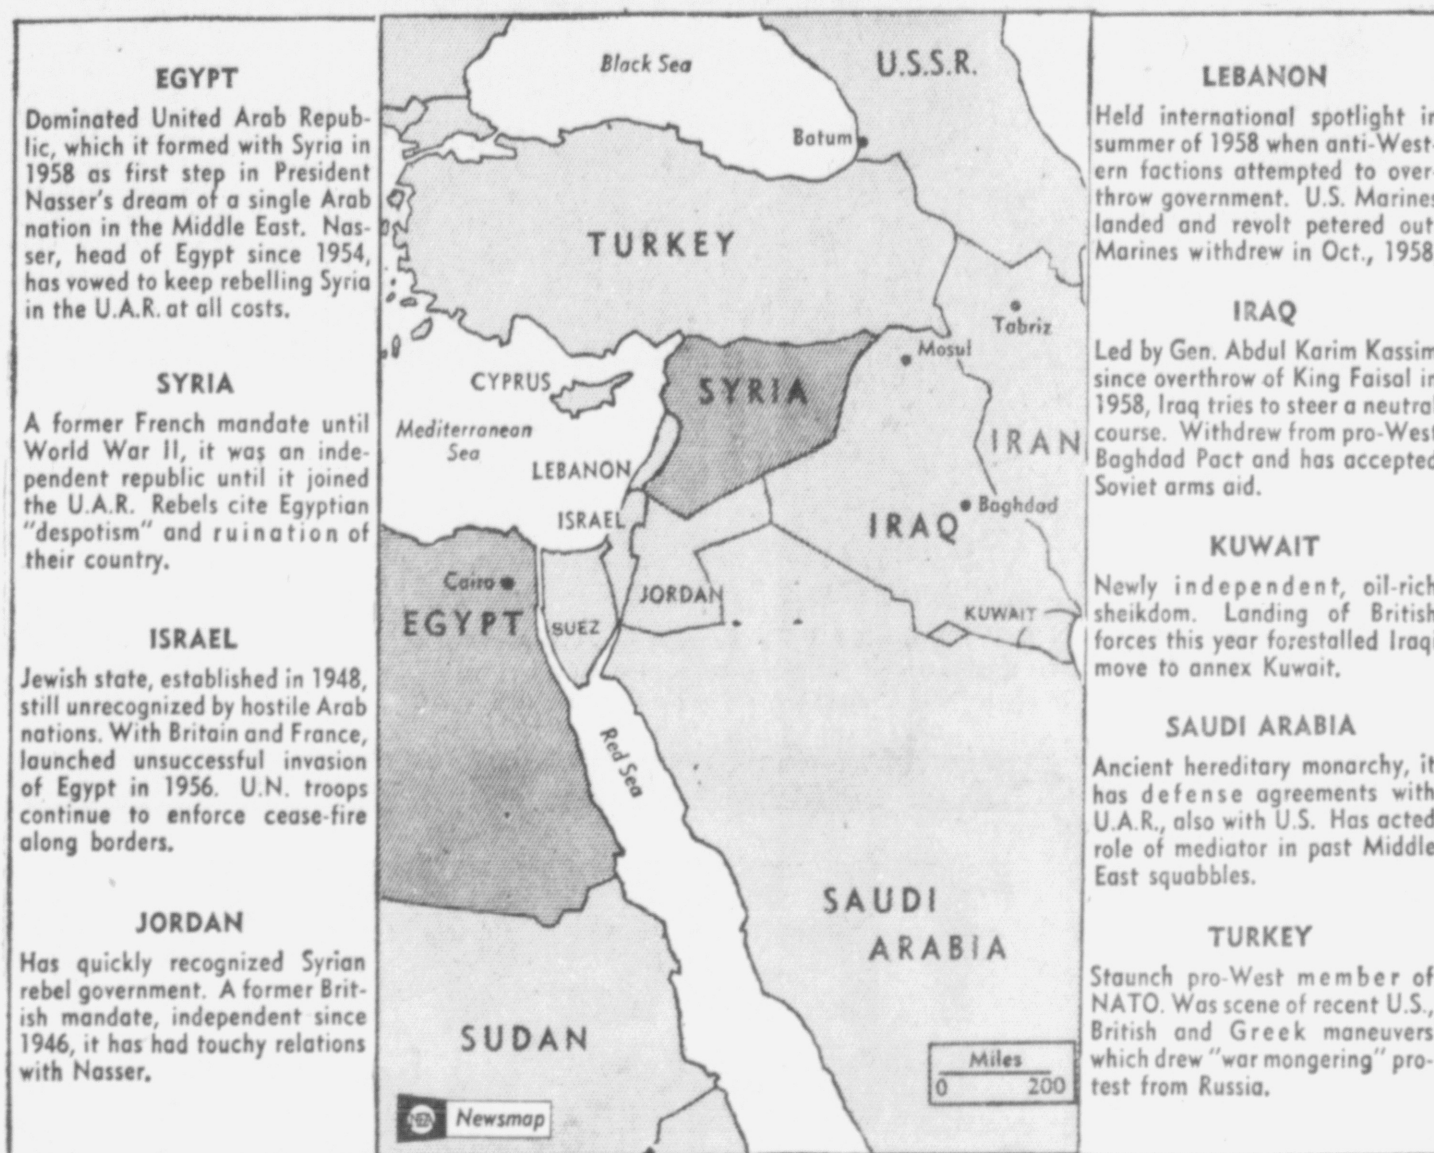 EGYPT
Dominated United Arab Repub-
lic, which it formed with Syria in
1958 as first step in President
Nasser's dream of a single Arab
nation in the Middle East. Nas-
ser, head of Egypt since 1954,
has vowed to keep rebelling Syria
in the U.A.R. at all costs.
SYRIA
A former French mandate until
World War II, it was an inde-
pendent republic until it joined
the U.A.R. Rebels cite Egyptian
"despotism" and ruination of
their country.
ISRAEL
Jewish state, established in 1948,
still unrecognized by hostile Arab
nations. With Britain and France,
launched unsuccessful invasion
of Egypt in 1956. U.N. troops
continue to enforce cease-fire
along borders.
JORDAN
Has quickly recognized Syrian
rebel government. A former Brit-
ish mandate, independent since
1946, it has had touchy relations
with Nasser.
Black Sea
U.S.S.R.
Batum
TURKEY
Tabriz
Mosul
CYPRUS
SYRIA
Mediterranean
Sea
IRAN
LEBANON
Baghdad
ISRAEL
IRAQ
Cairo
JORDAN
EGYPT
SUEZ
KUWAIT
Red Sea
SAUDI
ARABIA
SUDAN
Miles
0 200
NEA Newsmap
LEBANON
Held international spotlight in
summer of 1958 when anti-West-
ern factions attempted to over-
throw government. U.S. Marines
landed and revolt petered out
Marines withdrew in Oct., 1958
IRAQ
Led by Gen. Abdul Karim Kassim
since overthrow of King Faisal in
1958, Iraq tries to steer a neutral
course. Withdrew from pro-West
Baghdad Pact and has accepted
Soviet arms aid.
KUWAIT
Newly independent, oil-rich
sheikdom. Landing of British
forces this year forestalled Iraqi
move to annex Kuwait.
SAUDI ARABIA
Ancient hereditary monarchy, it
has defense agreements with
U.A.R., also with U.S. Has acted
role of mediator in past Middle
East squabbles.
TURKEY
Staunch pro-West member of
NATO. Was scene of recent U.S.,
British and Greek maneuvers
which drew "war mongering" pro-
test from Russia.